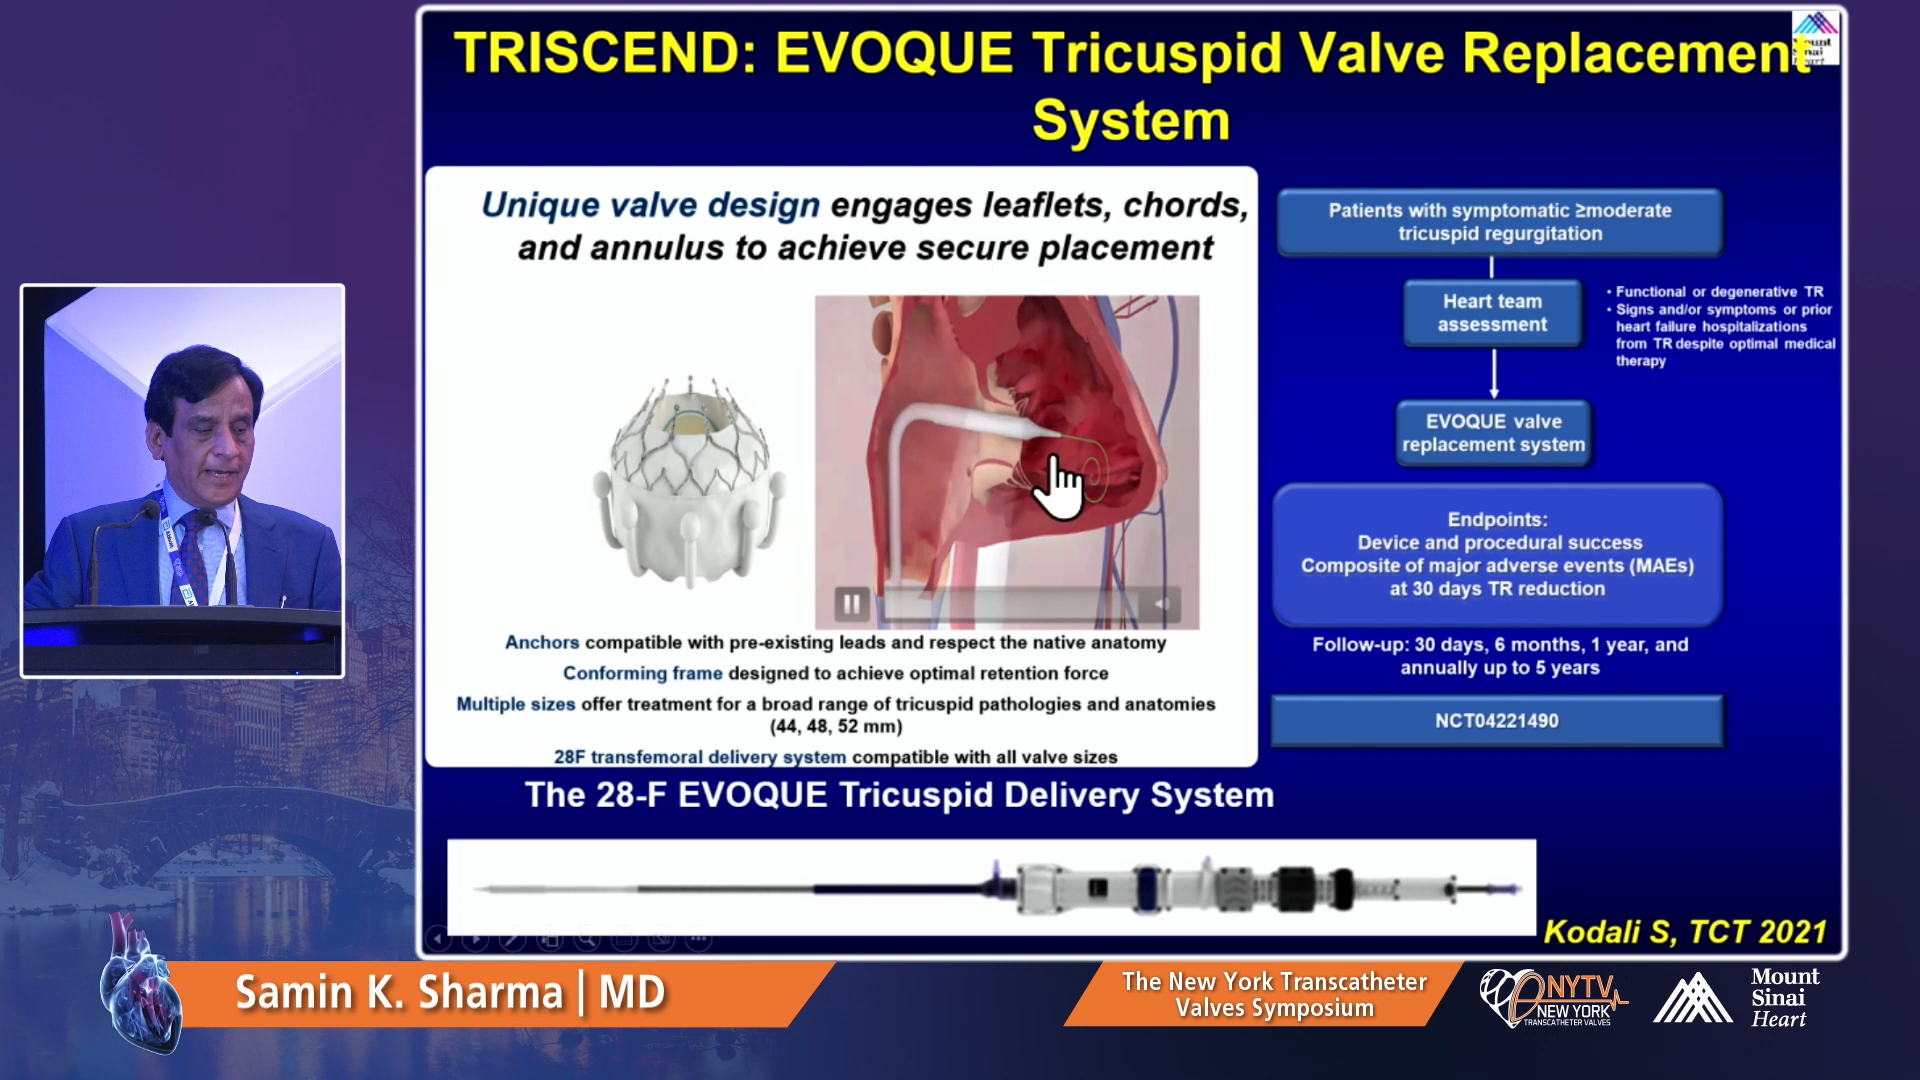 TRISCEND: EVOQUE Tricuspid Valve Replacement
System
Mount
Sinai
Heart
Unique valve design engages leaflets, chords,
and annulus to achieve secure placement
Anchors compatible with pre-existing leads and respect the native anatomy
Conforming frame designed to achieve optimal retention force
Multiple sizes offer treatment for a broad range of tricuspid pathologies and anatomies
(44, 48, 52 mm)
28F transfemoral delivery system compatible with all valve sizes
Patients with symptomatic ≥moderate
tricuspid regurgitation
Heart team
assessment
• Functional or degenerative TR
• Signs and/or symptoms or prior
heart failure hospitalizations
from TR despite optimal medical
therapy
EVOQUE valve
replacement system
Endpoints:
Device and procedural success
Composite of major adverse events (MAEs)
at 30 days TR reduction
Follow-up: 30 days, 6 months, 1 year, and
annually up to 5 years
NCT04221490
The 28-F EVOQUE Tricuspid Delivery System
Kodali S, TCT 2021
Samin K. Sharma | MD
The New York Transcatheter
Valves Symposium
NYTV
NEW YORK
TRANSCATHETER VALVES
Mount
Sinai
Heart